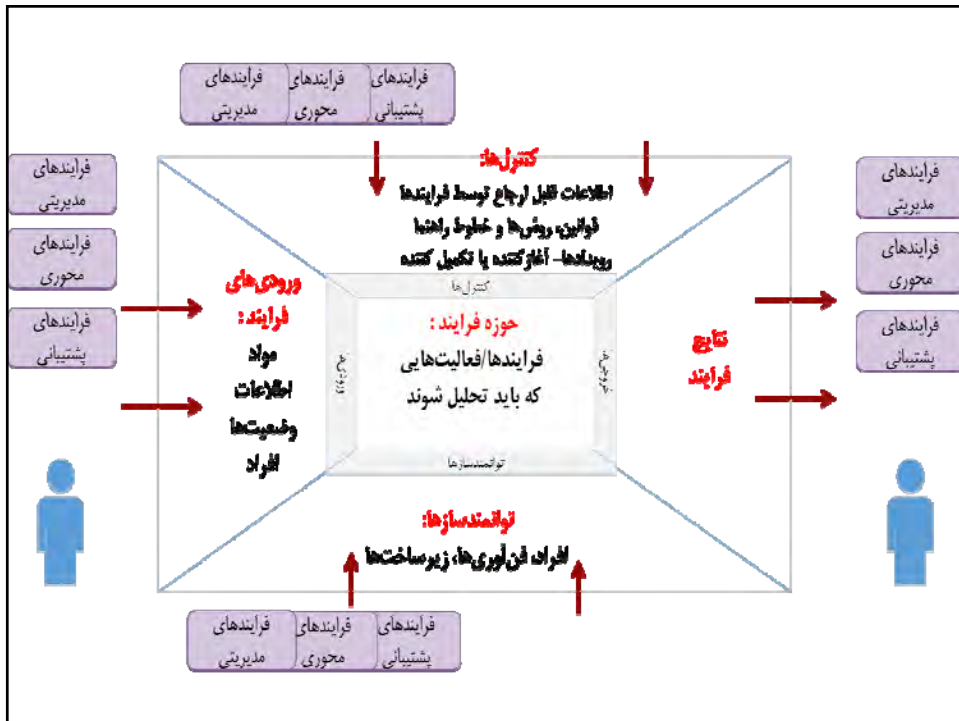 فرایندهای
مدیریتی
فرایندهای
محوری
فرایندهای
پشتیبانی
کنترل‌ها:
اطلاعات قابل ارجاع توسط فرایندها
قوانین، روش‌ها و خطوط راهنما
رویدادها- آغازکننده یا تکمیل کننده
کنترل‌ها
فرایندهای
مدیریتی
فرایندهای
محوری
فرایندهای
پشتیبانی
ورودی‌های
فرایند:
مواد
اطلاعات
وضعیت‌ها
افراد
ورودی‌ها
حوزه فرایند :
فرایندها/فعالیت‌هایی
که باید تحلیل شوند
خروجی‌ها
نتایج
فرایند
فرایندهای
مدیریتی
فرایندهای
محوری
فرایندهای
پشتیبانی
توانمندسازها
توانمندسازها:
افراد، فن‌آوری‌ها، زیرساخت‌ها
فرایندهای
مدیریتی
فرایندهای
محوری
فرایندهای
پشتیبانی